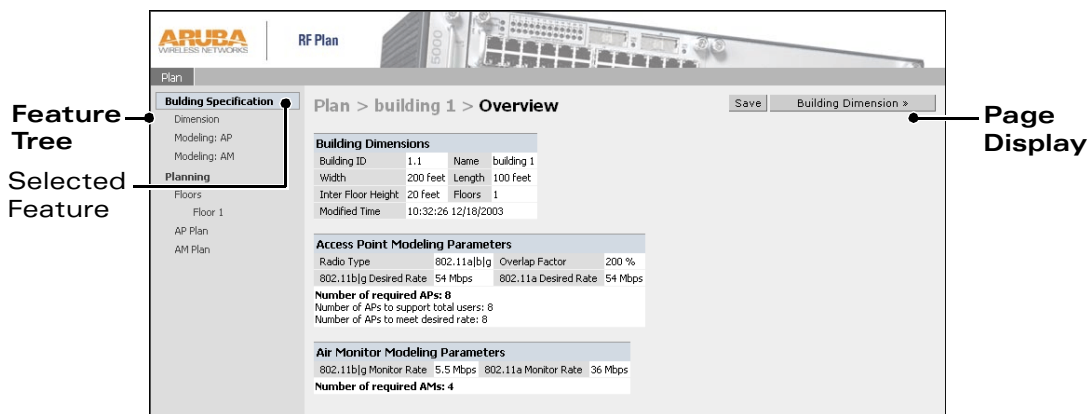 ARUBA
WIRELESS NETWORKS
RF Plan
5000
Plan
Feature Tree
Selected Feature
Page Display
Bulding Specification
Dimension
Modeling: AP
Modeling: AM
Planning
Floors
Floor 1
AP Plan
AM Plan
Plan > building 1 > Overview
Save
Building Dimension »
Building Dimensions
Building ID 1.1 Name building 1
Width 200 feet Length 100 feet
Inter Floor Height 20 feet Floors 1
Modified Time 10:32:26 12/18/2003
Access Point Modeling Parameters
Radio Type 802.11a|b|g Overlap Factor 200 %
802.11b|g Desired Rate 54 Mbps 802.11a Desired Rate 54 Mbps
Number of required APs: 8
Number of APs to support total users: 8
Number of APs to meet desired rate: 8
Air Monitor Modeling Parameters
802.11b|g Monitor Rate 5.5 Mbps 802.11a Monitor Rate 36 Mbps
Number of required AMs: 4